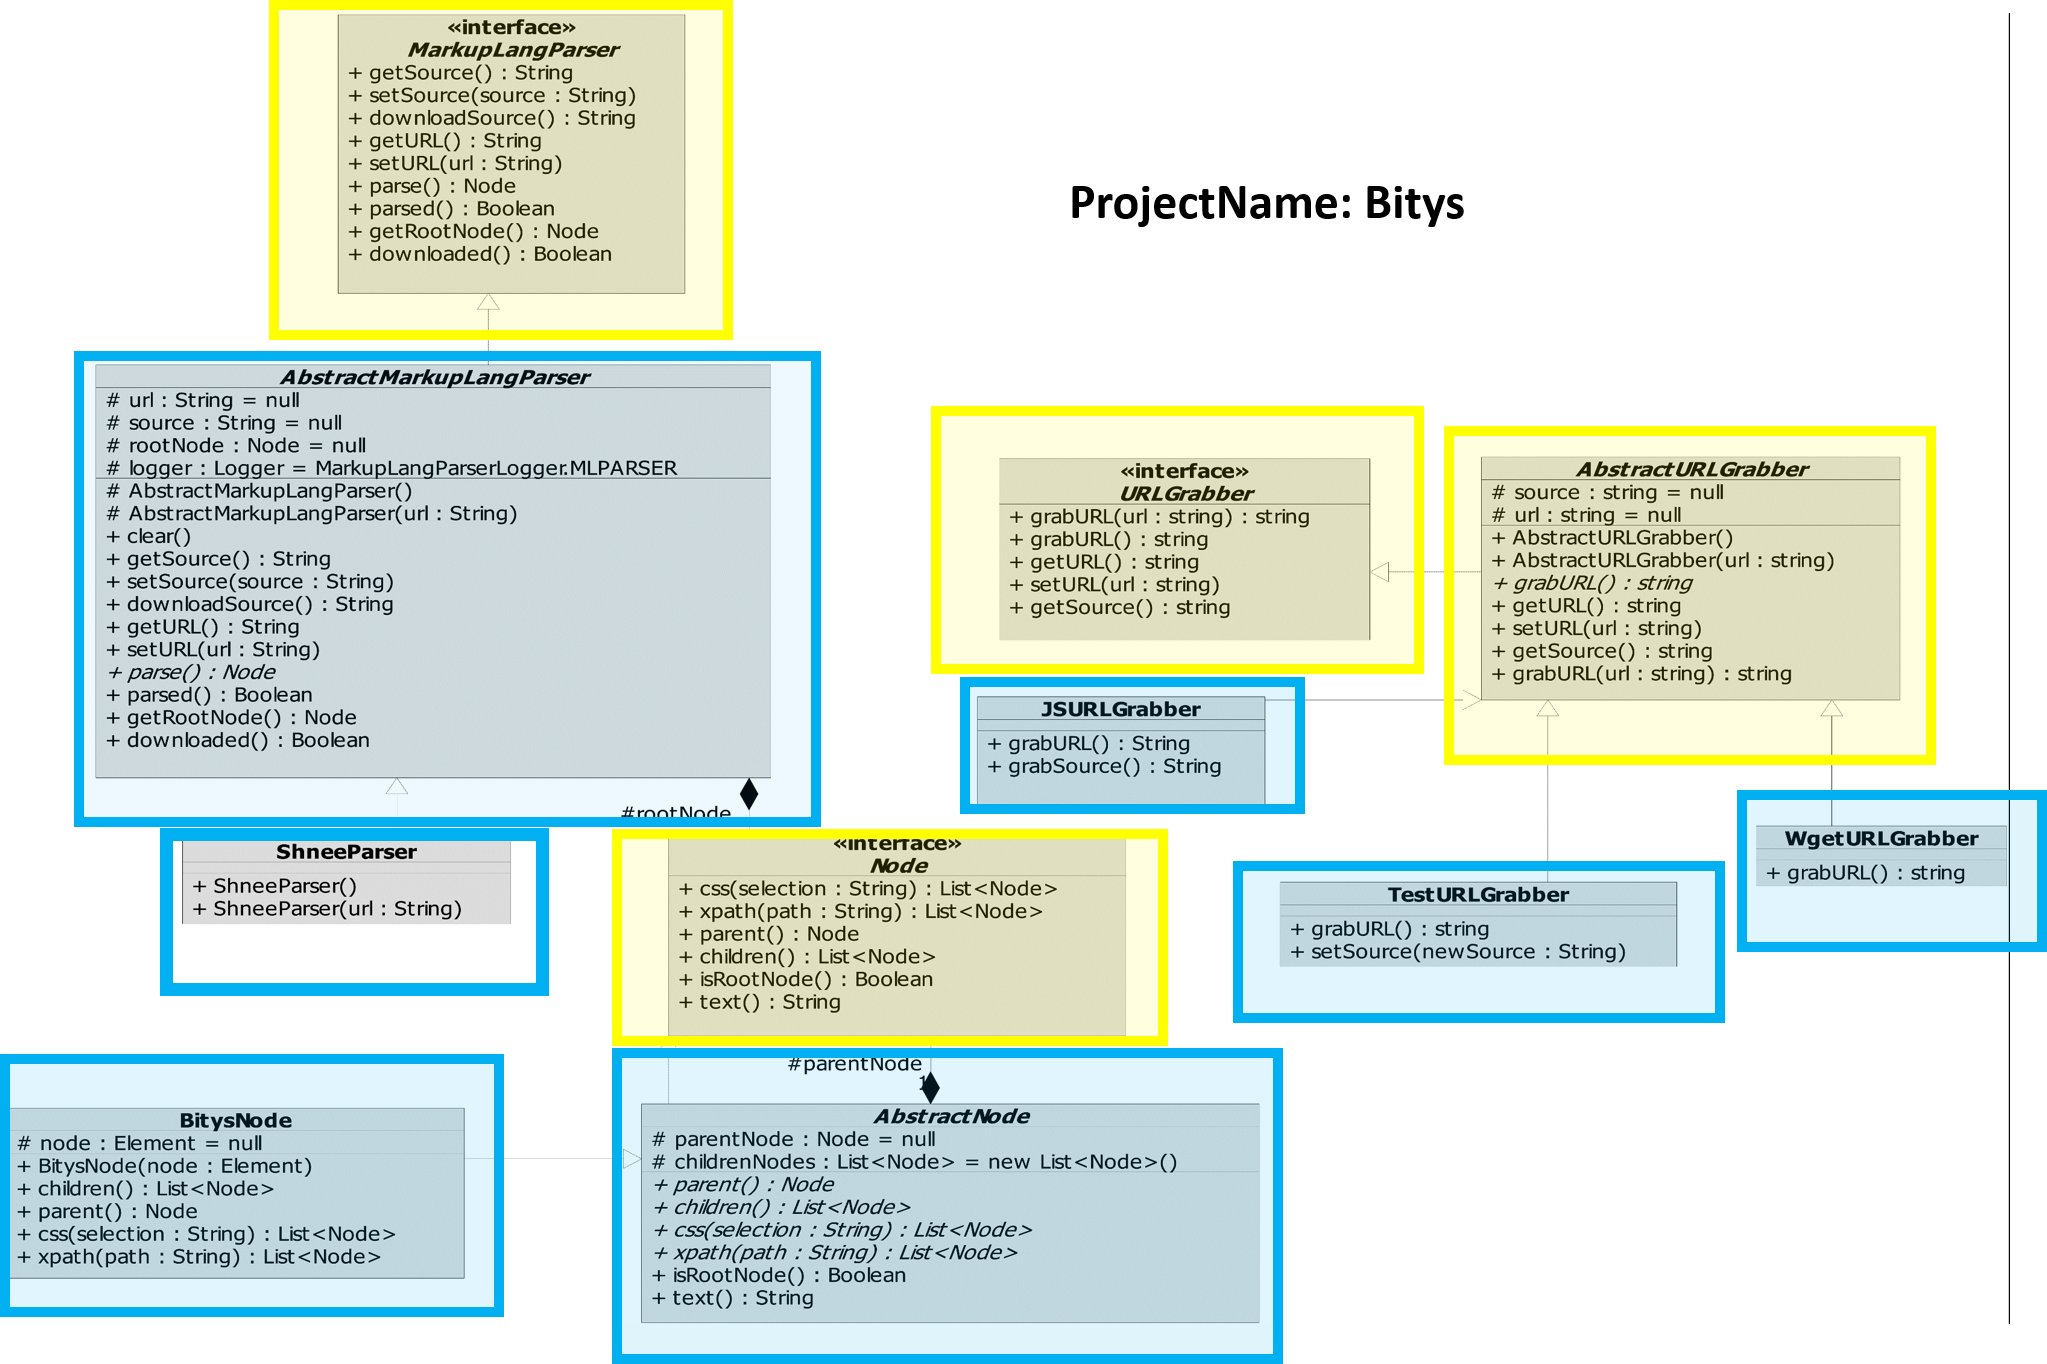 «interface»
MarkupLangParser
+ getSource() : String
+ setSource(source : String)
+ downloadSource() : String
+ getURL() : String
+ setURL(url : String)
+ parse() : Node
+ parsed() : Boolean
+ getRootNode() : Node
+ downloaded() : Boolean
ProjectName: Bitys
AbstractMarkupLangParser
# url : String = null
# source : String = null
# rootNode : Node = null
# logger : Logger = MarkupLangParserLogger.MLPARSER
# AbstractMarkupLangParser()
# AbstractMarkupLangParser(url : String)
+ clear()
+ getSource() : String
+ setSource(source : String)
+ downloadSource() : String
+ getURL() : String
+ setURL(url : String)
+ parse() : Node
+ parsed() : Boolean
+ getRootNode() : Node
+ downloaded() : Boolean
#rootNode
«interface»
URLGrabber
+ grabURL(url : string) : string
+ grabURL() : string
+ getURL() : string
+ setURL(url : string)
+ getSource() : string
AbstractURLGrabber
# source : string = null
# url : string = null
+ AbstractURLGrabber()
+ AbstractURLGrabber(url : string)
+ grabURL() : string
+ getURL() : string
+ setURL(url : string)
+ getSource() : string
+ grabURL(url : string) : string
JSURLGrabber
+ grabURL() : String
+ grabSource() : String
ShneeParser
+ ShneeParser()
+ ShneeParser(url : String)
«interface»
Node
+ css(selection : String) : List<Node>
+ xpath(path : String) : List<Node>
+ parent() : Node
+ children() : List<Node>
+ isRootNode() : Boolean
+ text() : String
TestURLGrabber
+ grabURL() : string
+ setSource(newSource : String)
WgetURLGrabber
+ grabURL() : string
BitysNode
# node : Element = null
+ BitysNode(node : Element)
+ children() : List<Node>
+ parent() : Node
+ css(selection : String) : List<Node>
+ xpath(path : String) : List<Node>
#parentNode
1
AbstractNode
# parentNode : Node = null
# childrenNodes : List<Node> = new List<Node>()
+ parent() : Node
+ children() : List<Node>
+ css(selection : String) : List<Node>
+ xpath(path : String) : List<Node>
+ isRootNode() : Boolean
+ text() : String